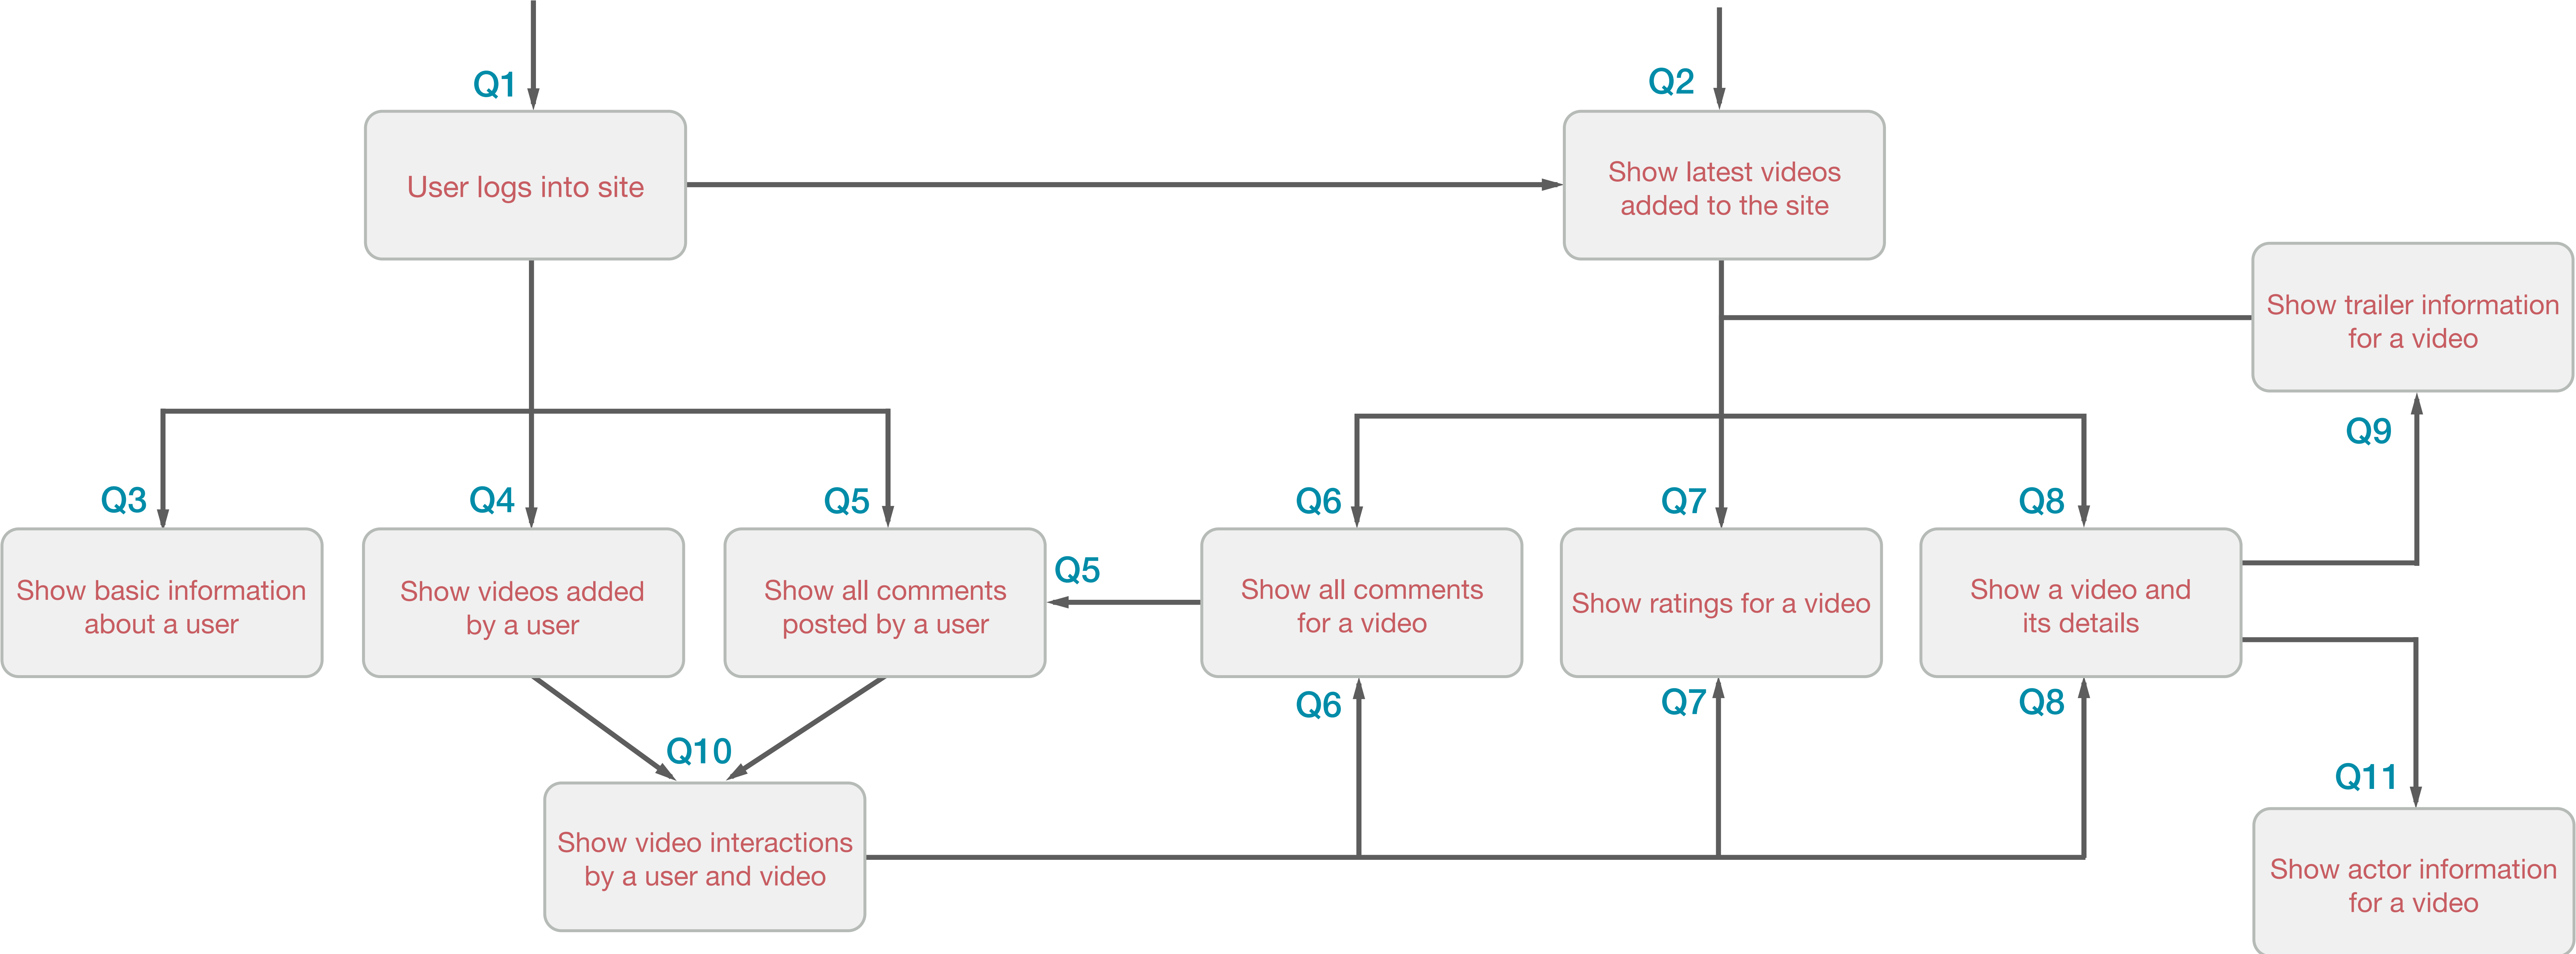 Q1
Q2
User logs into site
Show latest videos
added to the site
Show trailer information
for a video
Q9
Q3
Q4
Q5
Q6
Q7
Q8
Show basic information
about a user
Show videos added
by a user
Show all comments
posted by a user
Q5
Show all comments
for a video
Show ratings for a video
Show a video and
its details
Q6
Q7
Q8
Q10
Q11
Show video interactions
by a user and video
Show actor information
for a video